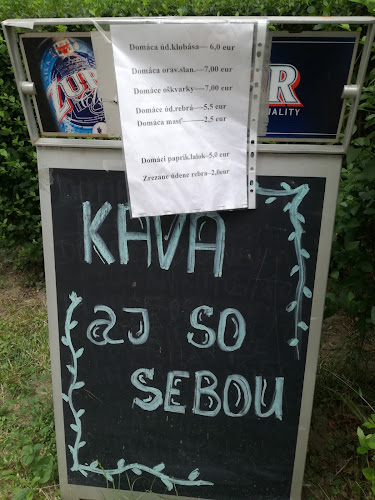 Domáca úd.klobása--- 6,0 eur
Domáca orav.slan.---7,00 eur
Domáce oškvarky----7,00 eur
Domáce úd.rebrá----5,5 eur
Domáca masť--------2,5 eur
Domáci paprik.lalok--5,0 eur
Zrezané údené rebra--2,0eur
ZUR
R
QUALITY
KAVA
aJ SO
SEBOU